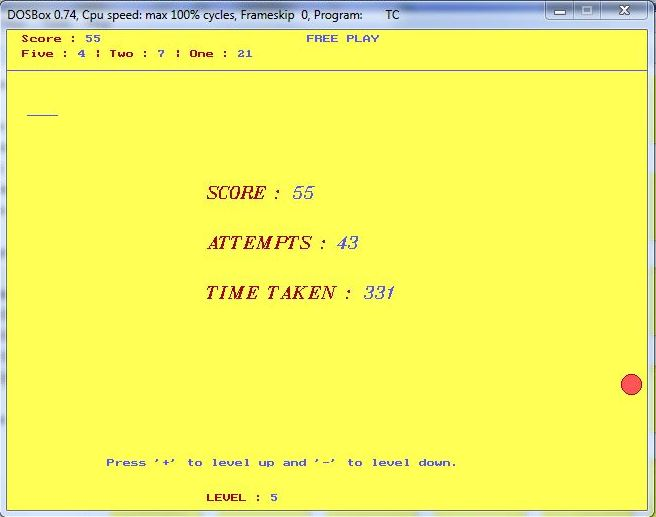 DOSBox 0.74, Cpu speed: max 100% cycles, Frameskip 0, Program: TC
Score : 55 FREE PLAY
Five : 4 | Two : 7 | One : 21
SCORE : 55
ATTEMPTS : 43
TIME TAKEN : 331
Press '+' to level up and '-' to level down.
LEVEL : 5